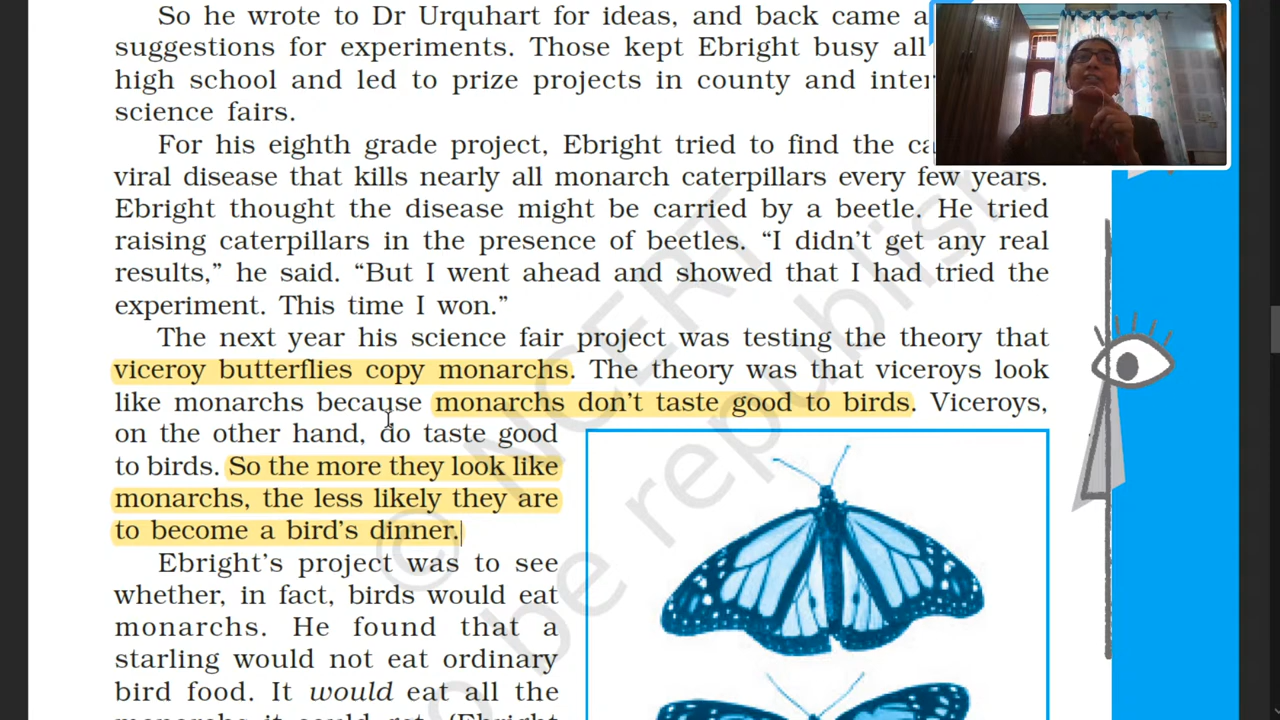 So he wrote to Dr Urquhart for ideas, and back came a
suggestions for experiments. Those kept Ebright busy all
high school and led to prize projects in county and
science fairs.
For his eighth grade project, Ebright tried to find the
viral disease that kills nearly all monarch caterpillars every few years.
Ebright thought the disease might be carried by a beetle. He tried
raising caterpillars in the presence of beetles. “I didn’t get any real
results,” he said. “But I went ahead and showed that I had tried the
experiment. This time I won.”
The next year his science fair project was testing the theory that
viceroy butterflies copy monarchs. The theory was that viceroys look
like monarchs because monarchs don’t taste good to birds. Viceroys,
on the other hand, do taste good
to birds. So the more they look like
monarchs, the less likely they are
to become a bird’s dinner.
Ebright’s project was to see
whether, in fact, birds would eat
monarchs. He found that a
starling would not eat ordinary
bird food. It would eat all the
monarchs it could get. (Ebright
© NCERT
be republish